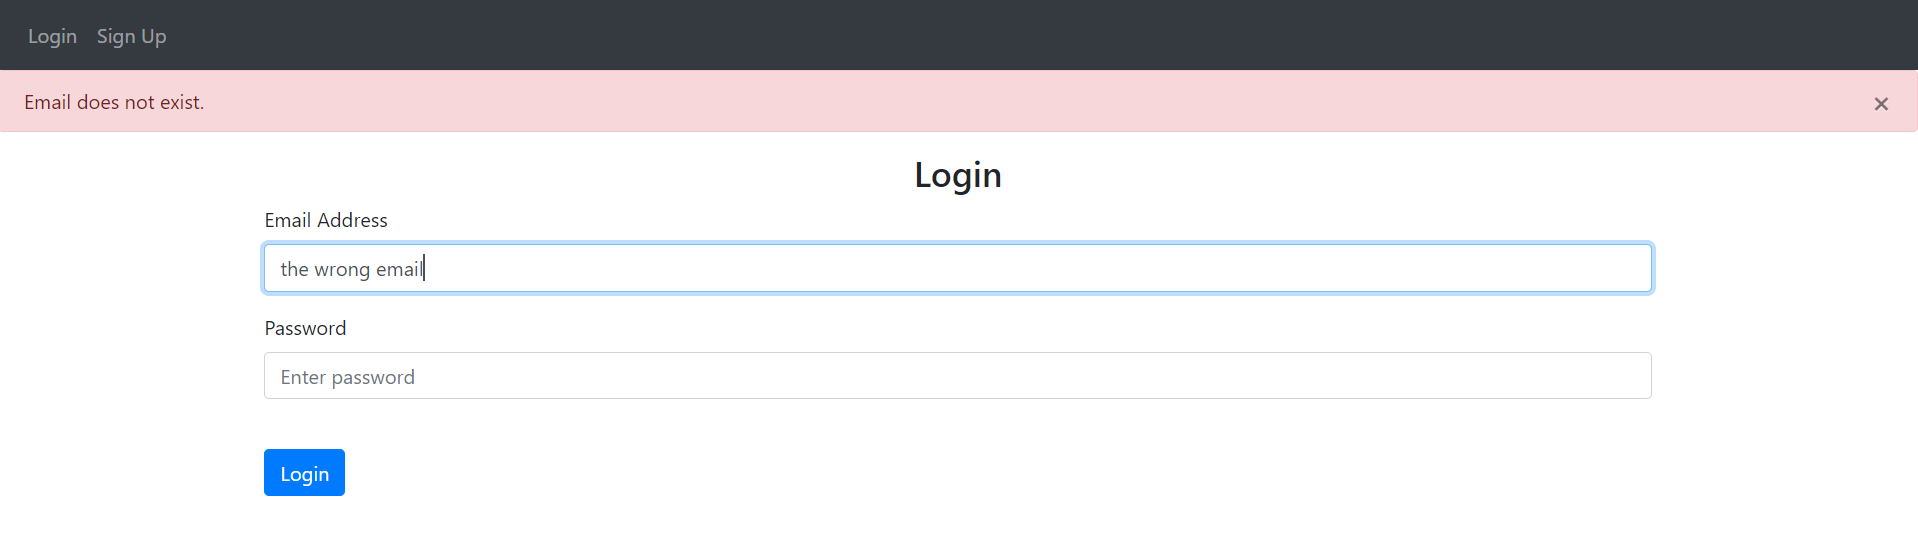 Login Sign Up
Email does not exist. ×
Login
Email Address
the wrong email
Password
Enter password
Login